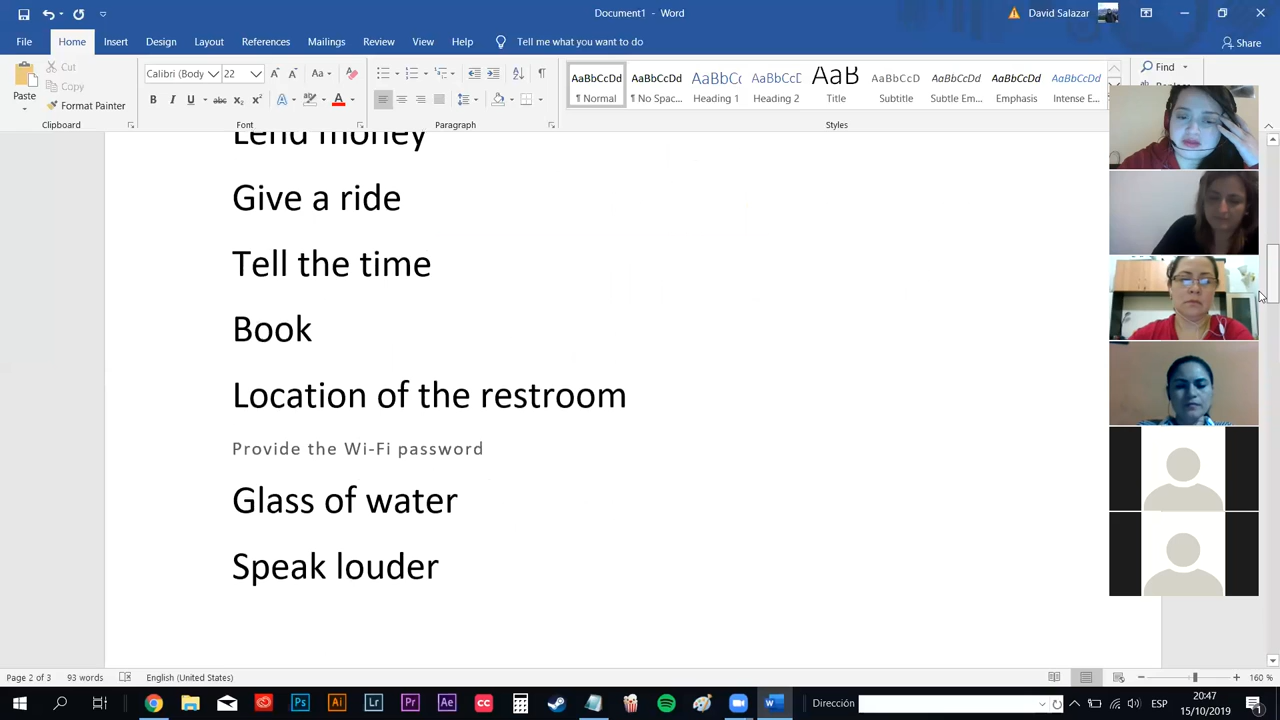 Document1 - Word
David Salazar
File Home Insert Design Layout References Mailings Review View Help Tell me what you want to do
Share
Paste
Cut
Copy
Format Painter
Clipboard
Calibri (Body 22
Font
Paragraph
AaBbCcDd AaBbCcDd AaBbCc AaBbCcC AaB AaBbCcD AaBbCcDd AaBbCcDd AaBbCcDd
¶ Normal ¶ No Spac... Heading 1 Heading 2 Title Subtitle Subtle Em... Emphasis Intense E...
Styles
Find
Lend money
Give a ride
Tell the time
Book
Location of the restroom
Provide the Wi-Fi password
Glass of water
Speak louder
Page 2 of 3 93 words English (United States)
160 %
Dirección
ESP
20:47
15/10/2019